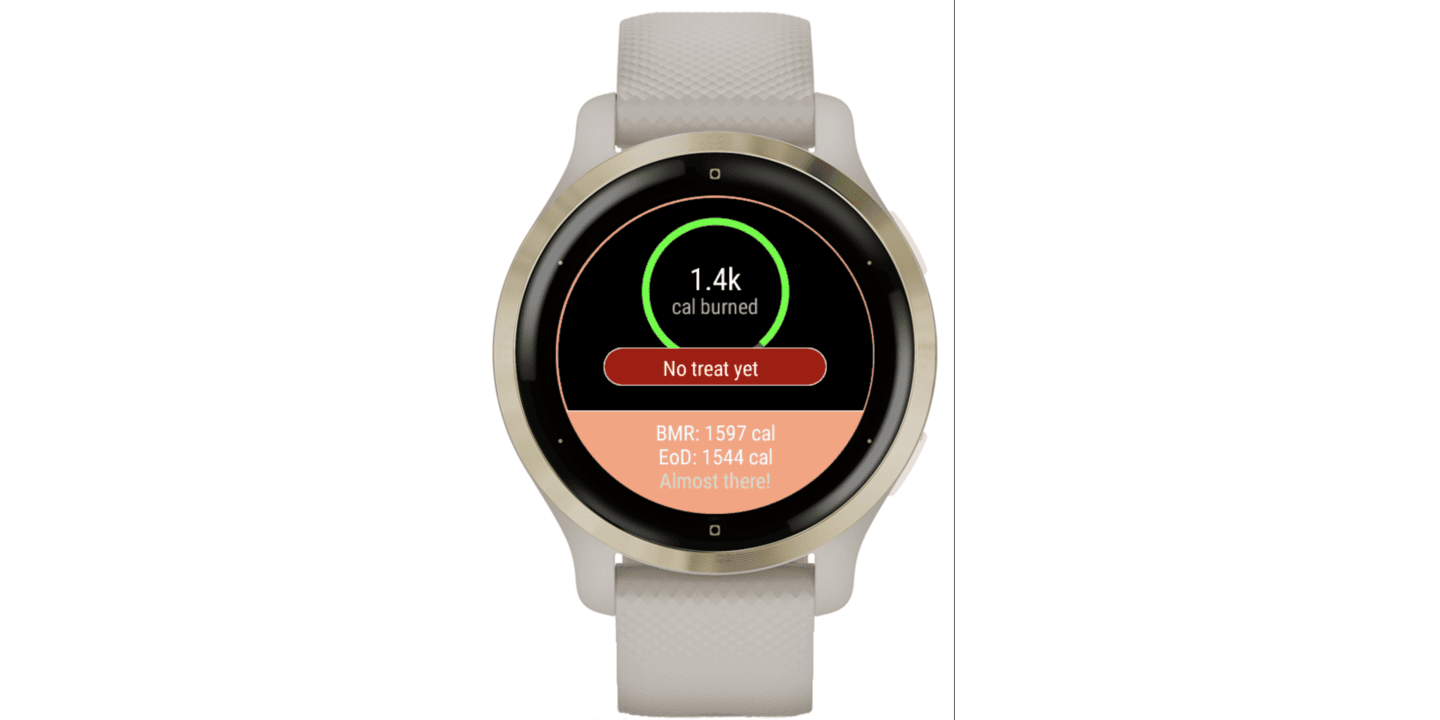 1.4k
cal burned
No treat yet
BMR: 1597 cal
EoD: 1544 cal
Almost there!